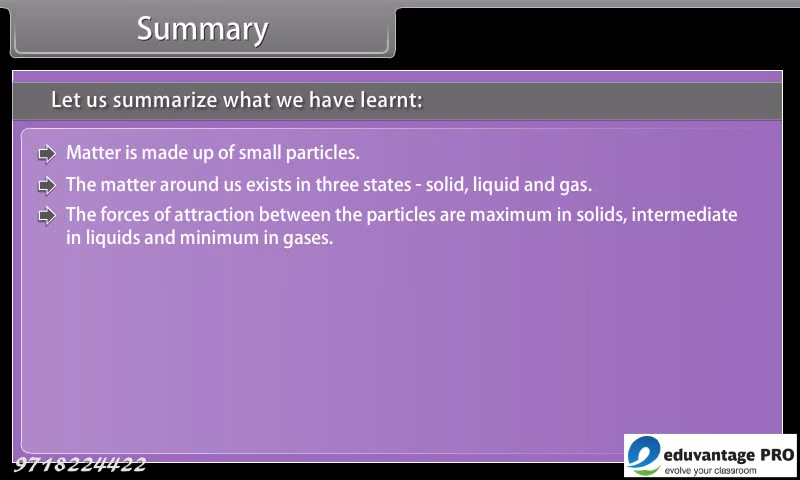 Summary
Let us summarize what we have learnt:
Matter is made up of small particles.
The matter around us exists in three states - solid, liquid and gas.
The forces of attraction between the particles are maximum in solids, intermediate
in liquids and minimum in gases.
9718224422
eduvantage PRO
evolve your classroom